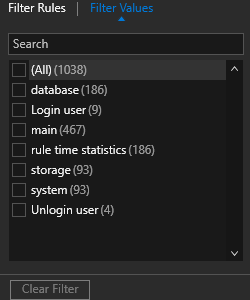 Filter Rules Filter Values
Search
(All) (1038)
database (186)
Login user (9)
main (467)
rule time statistics (186)
storage (93)
system (93)
Unlogin user (4)
Clear Filter